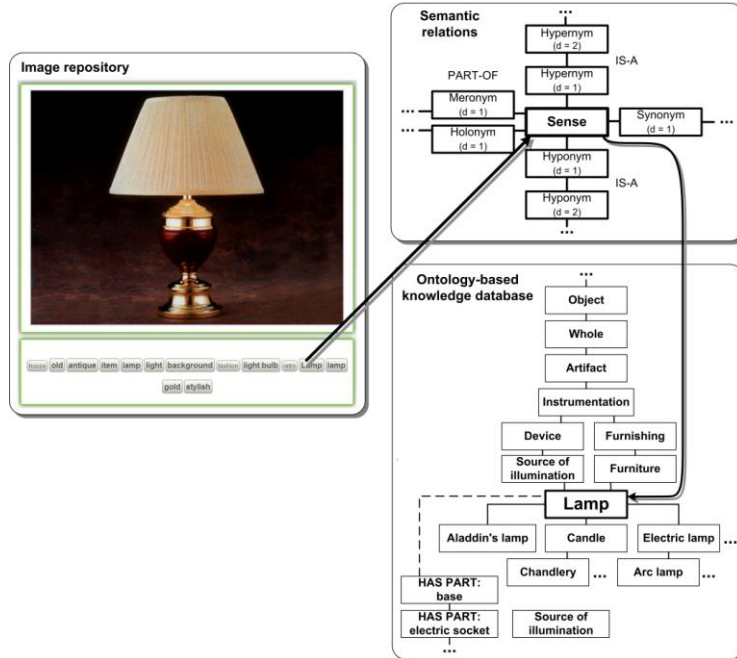 Image repository
house old antique item lamp light background fashion light bulb retro Lamp lamp
gold stylish
Semantic
relations
...
Hypernym
(d = 2)
IS-A
PART-OF
Hypernym
(d = 1)
... Meronym
(d = 1)
Sense
Synonym
(d = 1)
...
... Holonym
(d = 1)
Hyponym
(d = 1)
IS-A
Hyponym
(d = 2)
...
Ontology-based
knowledge database
...
Object
Whole
Artifact
Instrumentation
Device Furnishing
Source of
illumination
Furniture
Lamp
Aladdin's lamp Candle Electric lamp ...
Chandlery ... Arc lamp ...
HAS PART:
base
HAS PART:
electric socket
Source of
illumination
...